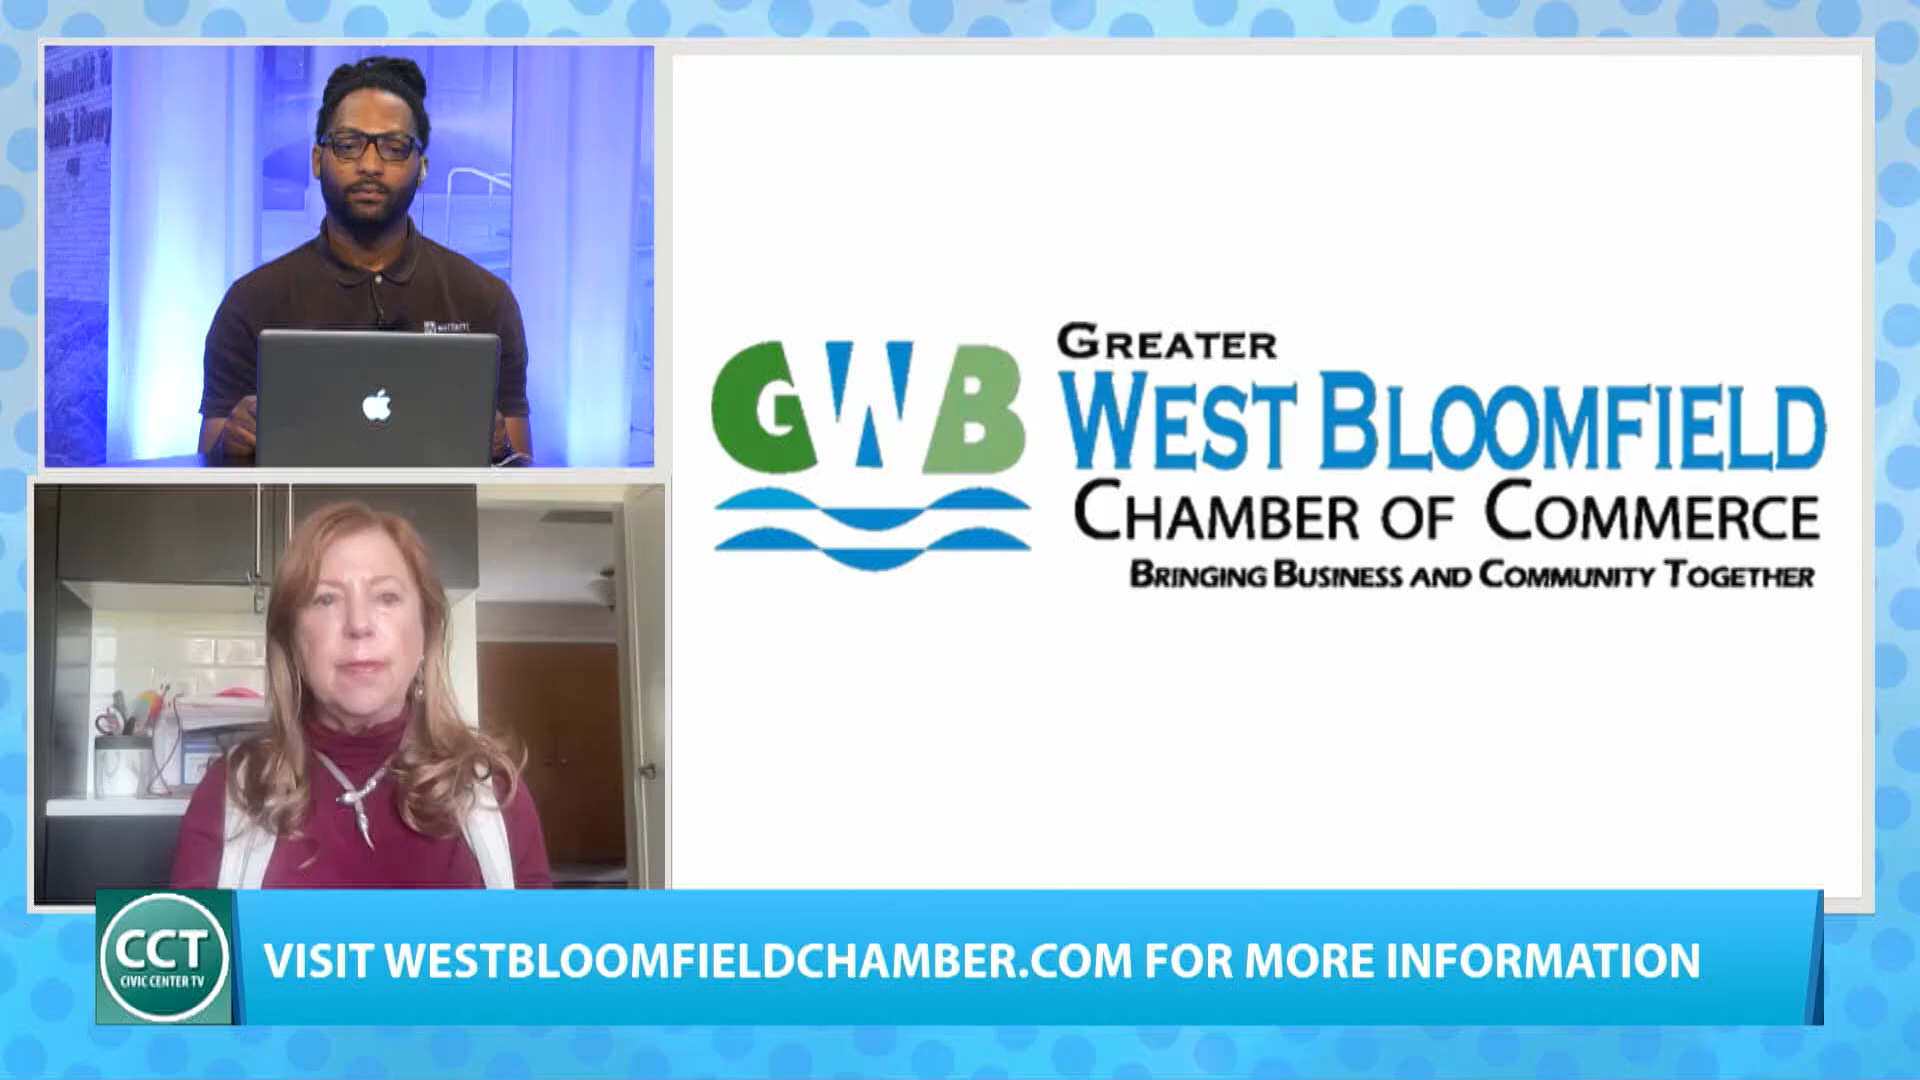 GWB
GREATER
WEST BLOOMFIELD
CHAMBER OF COMMERCE
BRINGING BUSINESS AND COMMUNITY TOGETHER
CCT
CIVIC CENTER TV
VISIT WESTBLOOMFIELDCHAMBER.COM FOR MORE INFORMATION